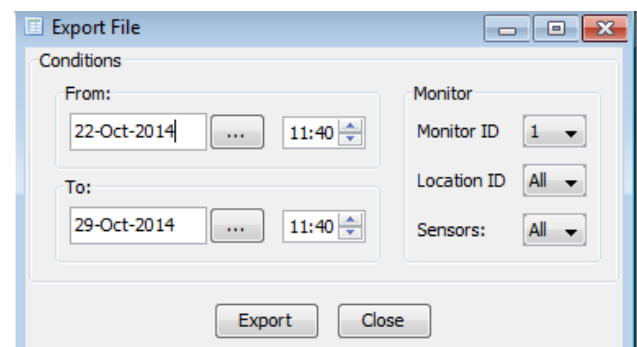 Export File
Conditions
From:
22-Oct-2014 ... 11:40
To:
29-Oct-2014 ... 11:40
Monitor
Monitor ID 1
Location ID All
Sensors: All
Export Close